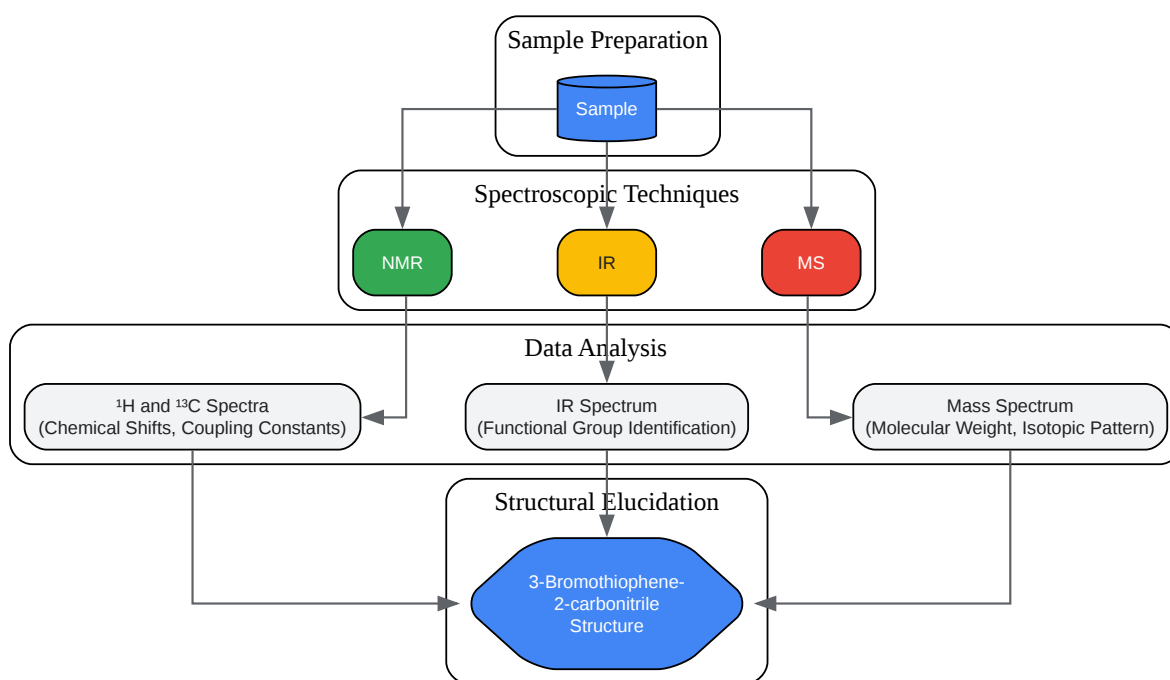 Sample Preparation
Sample
Spectroscopic Techniques
NMR
IR
MS
Data Analysis
¹H and ¹³C Spectra
(Chemical Shifts, Coupling Constants)
IR Spectrum
(Functional Group Identification)
Mass Spectrum
(Molecular Weight, Isotopic Pattern)
Structural Elucidation
3-Bromothiophene-
2-carbonitrile
Structure